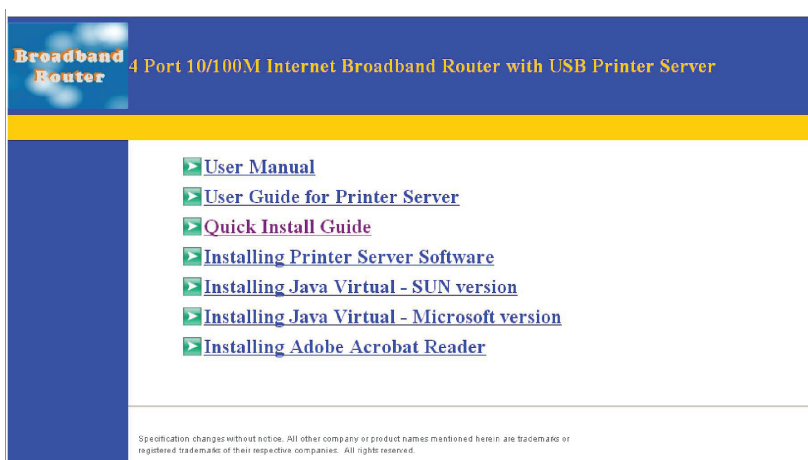 Broadband
Router
4 Port 10/100M Internet Broadband Router with USB Printer Server
User Manual
User Guide for Printer Server
Quick Install Guide
Installing Printer Server Software
Installing Java Virtual - SUN version
Installing Java Virtual - Microsoft version
Installing Adobe Acrobat Reader
Specification changes without notice. All other company or product names mentioned herein are trademarks or
registered trademarks of their respective companies. All rights reserved.